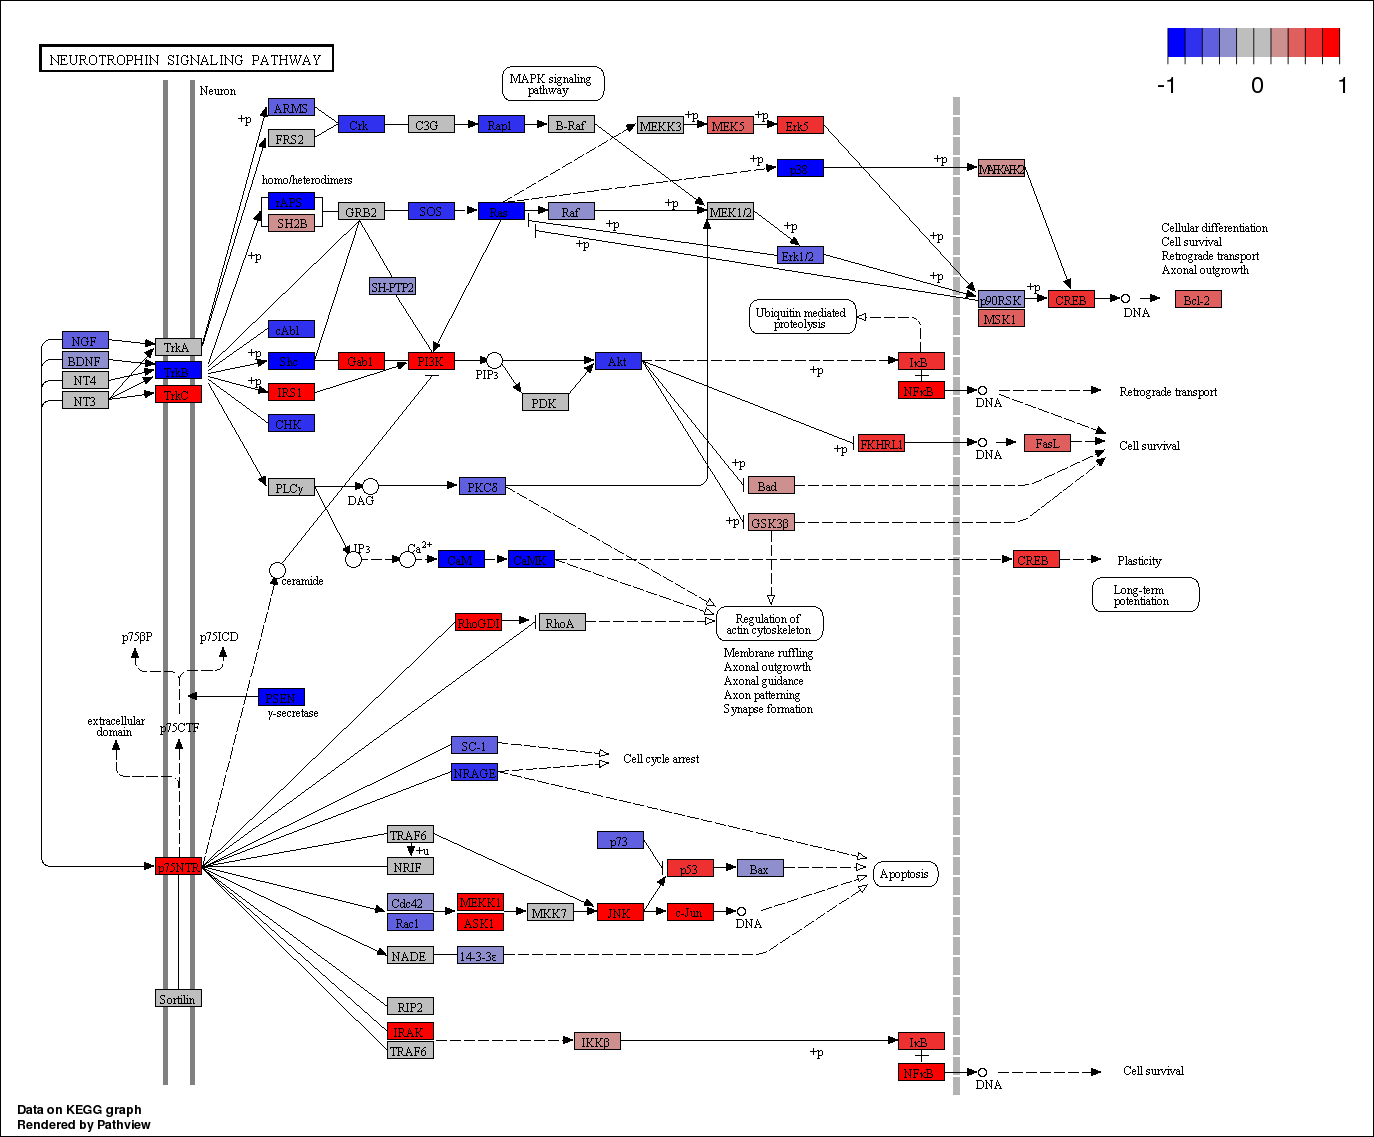 NEUROTROPHIN SIGNALING PATHWAY
-1 0 1
Neuron
MAPK signaling
pathway
+p
ARMS
FRS2
Crk
C3G
Rap1
B-Raf
MEKK3
+p
MEK5
+p
Erk5
+p
+p
MAPKAPK2
homo/heterodimers
rAPS
SH2B
GRB2
SOS
Ras
Raf
+p
MEK1/2
+p
+p
+p
Erk1/2
+p
+p
+p
SH-PTP2
p90RSK
MSK1
+p
CREB
DNA
Bcl-2
Cellular differentiation
Cell survival
Retrograde transport
Axonal outgrowth
Ubiquitin mediated
proteolysis
NGF
BDNF
NT4
NT3
TrkA
TrkB
TrkC
cAbl
+p
Shc
+p
IRS1
CHK
Gab1
PI3K
PIP3
PDK
Akt
+p
IκB
NFκB
DNA
Retrograde transport
+p
FKHRL1
DNA
FasL
Cell survival
PLCγ
DAG
PKCδ
+p
Bad
+p
GSK3β
IP3
Ca2+
CaM
CaMK
CREB
Plasticity
Long-term
potentiation
ceramide
RhoGDI
RhoA
Regulation of
actin cytoskeleton
Membrane ruffling
Axonal outgrowth
Axonal guidance
Axon patterning
Synapse formation
p75βP
p75ICD
PSEN
γ-secretase
extracellular
domain
p75CTF
SC-1
NRAGE
Cell cycle arrest
p75NTR
TRAF6
+u
NRIF
p73
p53
Bax
Apoptosis
Cdc42
Rac1
MEKK1
ASK1
MKK7
JNK
c-Jun
DNA
NADE
14-3-3ε
Sortilin
RIP2
IRAK
TRAF6
IKKβ
+p
IκB
NFκB
DNA
Cell survival
Data on KEGG graph
Rendered by Pathview